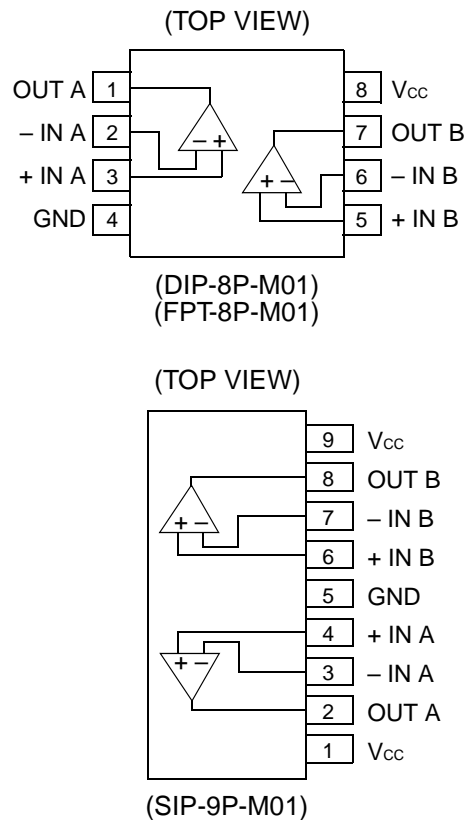 (TOP VIEW)
OUT A 1 8 Vcc
– IN A 2 – + 7 OUT B
+ IN A 3 + – 6 – IN B
GND 4 5 + IN B
(DIP-8P-M01)
(FPT-8P-M01)
(TOP VIEW)
9 Vcc
8 OUT B
+ – 7 – IN B
6 + IN B
5 GND
4 + IN A
+ – 3 – IN A
2 OUT A
1 Vcc
(SIP-9P-M01)